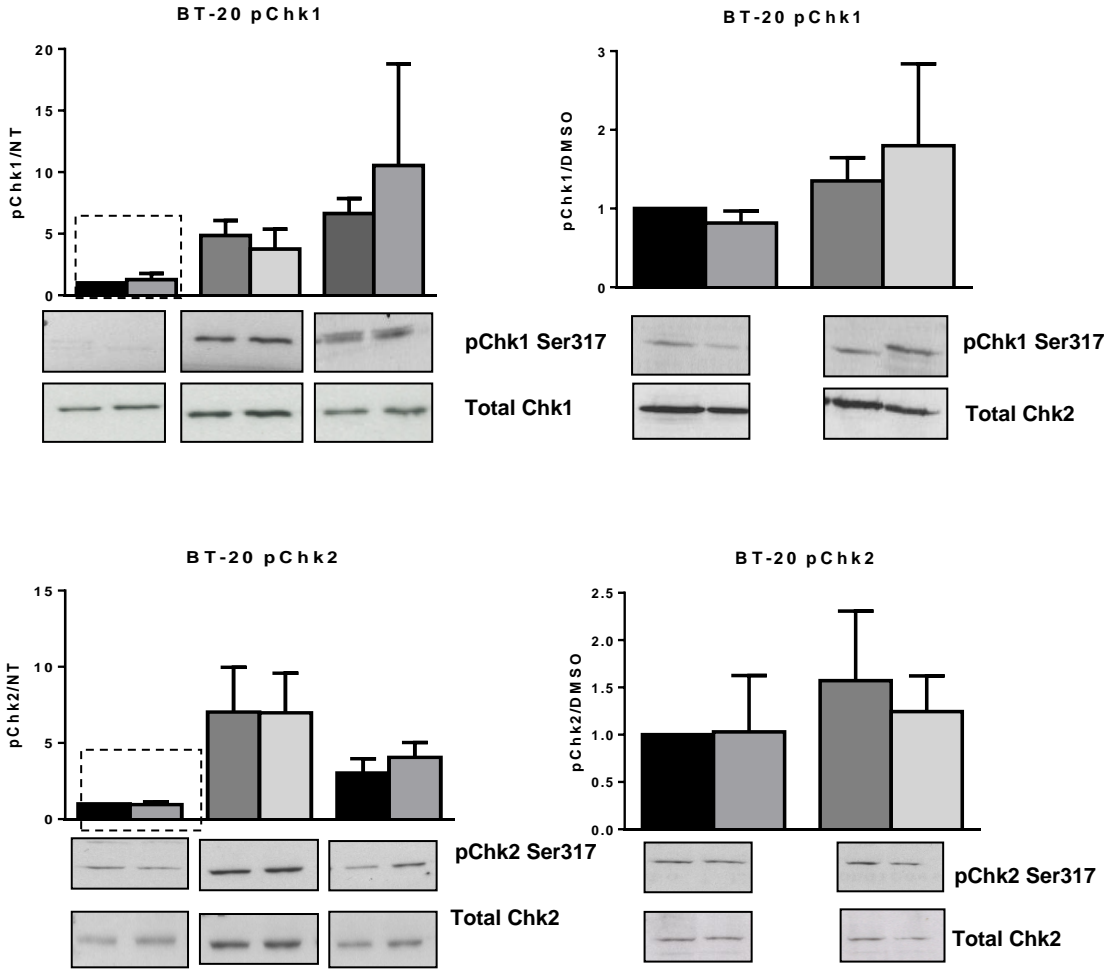 BT-20 pChk1
20
15
10
5
0
pChk1/NT
pChk1 Ser317
Total Chk1
BT-20 pChk1
3
2
1
0
pChk1/DMSO
pChk1 Ser317
Total Chk2
BT-20 pChk2
15
10
5
0
pChk2/NT
pChk2 Ser317
Total Chk2
BT-20 pChk2
2.5
2.0
1.5
1.0
0.5
0.0
pChk2/DMSO
pChk2 Ser317
Total Chk2